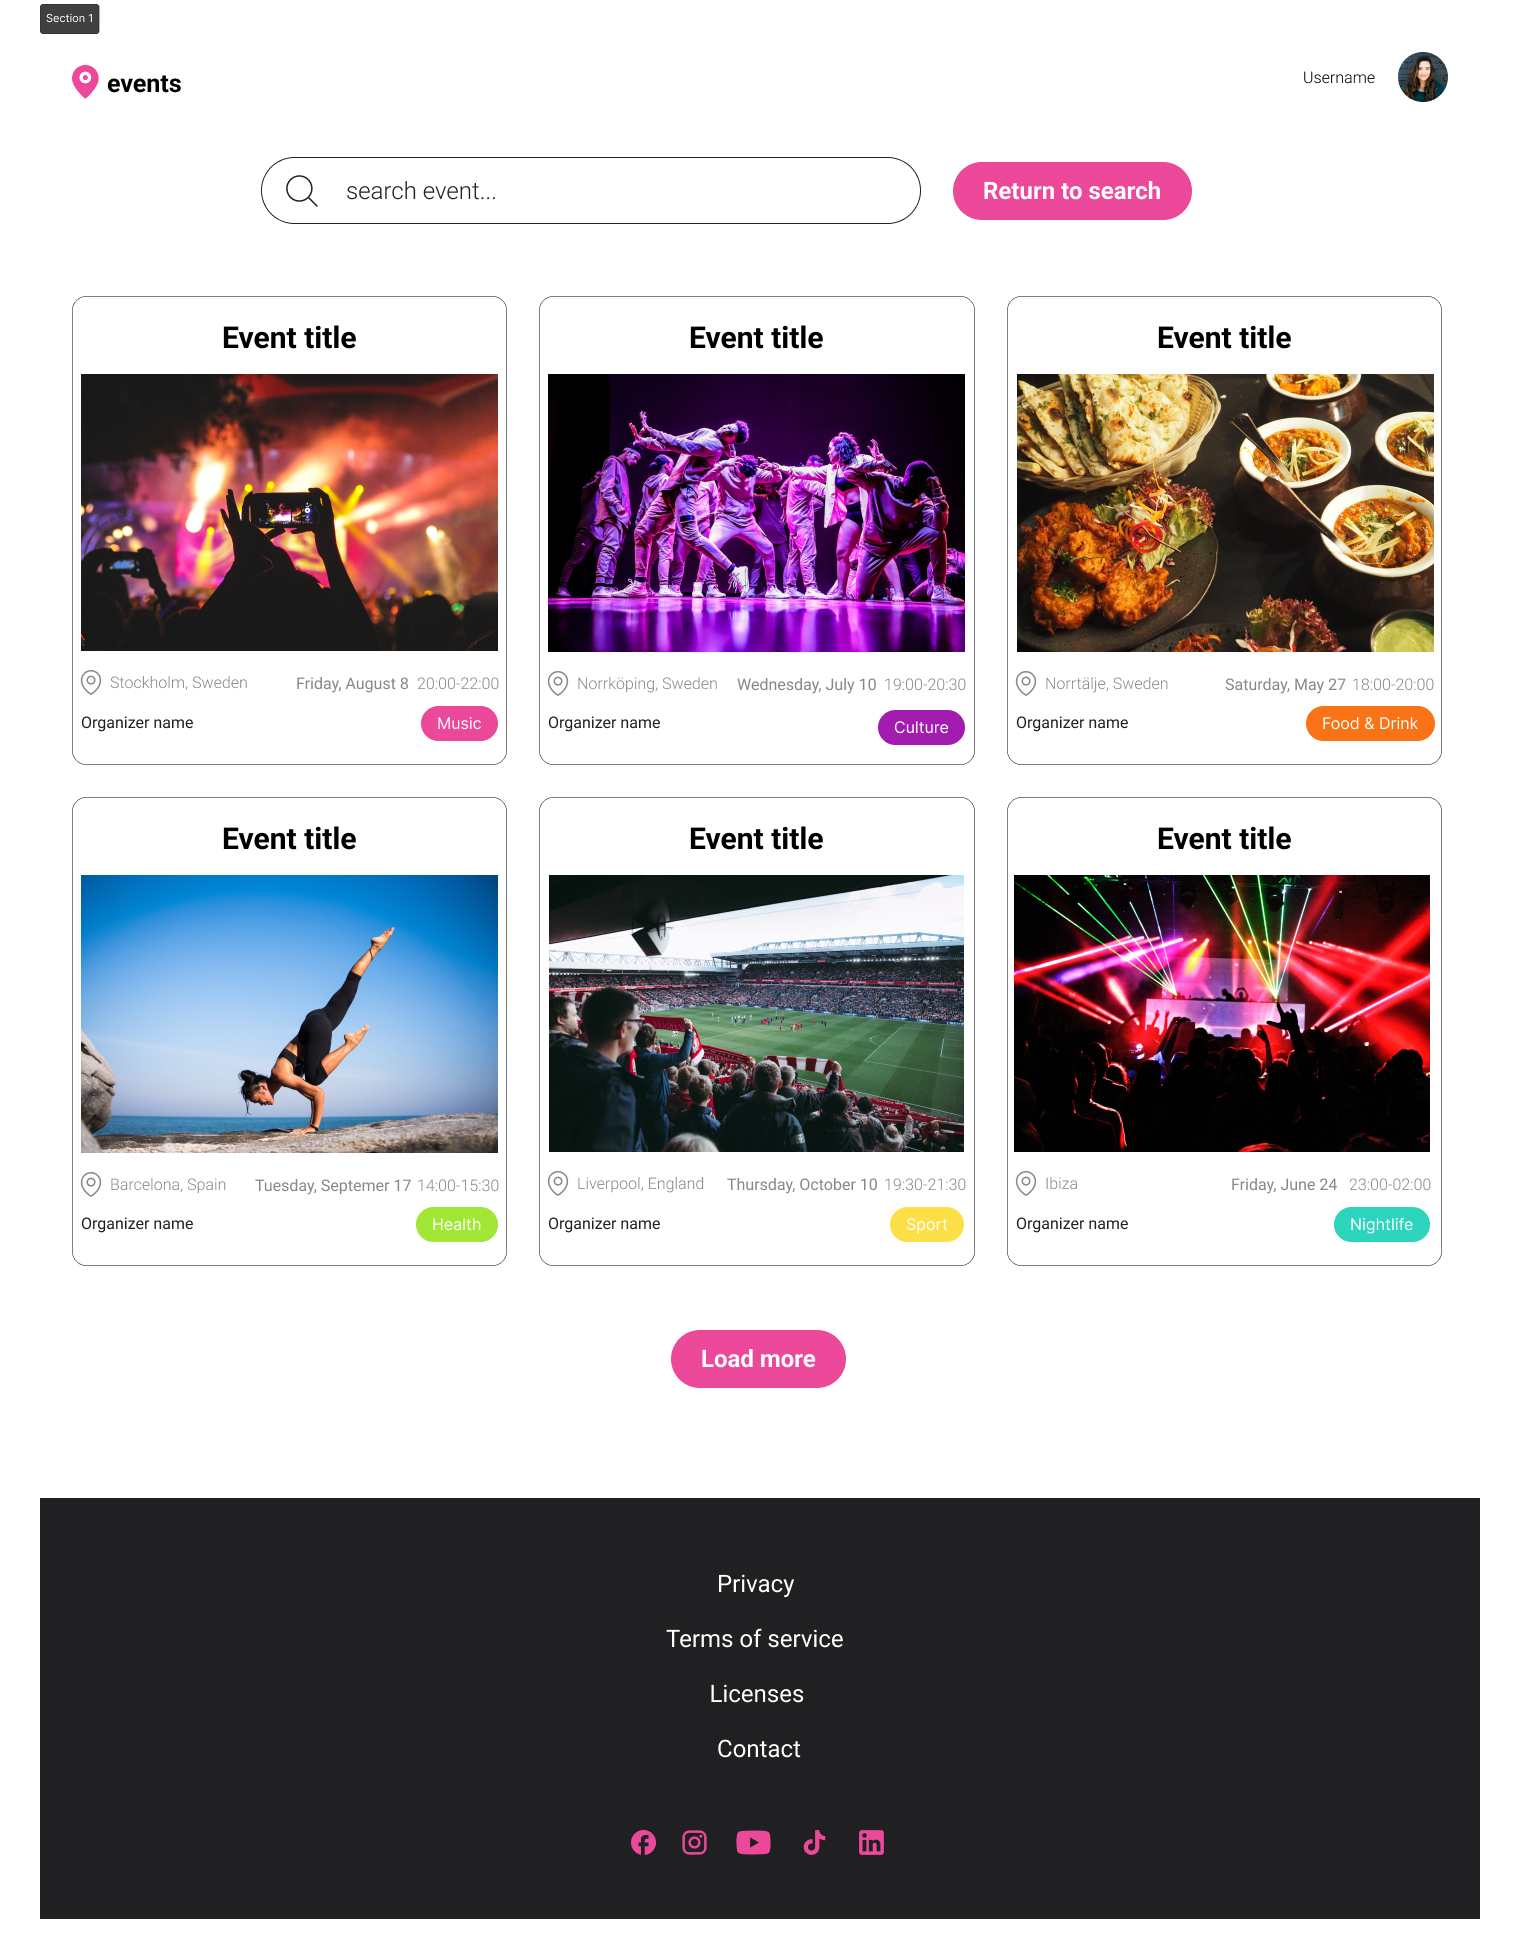 Section 1
events
Username
search event...
Return to search
Event title
Event title
Event title
Stockholm, Sweden Friday, August 8 20:00-22:00
Norrköping, Sweden Wednesday, July 10 19:00-20:30
Norrtälje, Sweden Saturday, May 27 18:00-20:00
Organizer name Music
Organizer name Culture
Organizer name Food & Drink
Event title
Event title
Event title
Barcelona, Spain Tuesday, Septemer 17 14:00-15:30
Liverpool, England Thursday, October 10 19:30-21:30
Ibiza Friday, June 24 23:00-02:00
Organizer name Health
Organizer name Sport
Organizer name Nightlife
Load more
Privacy
Terms of service
Licenses
Contact